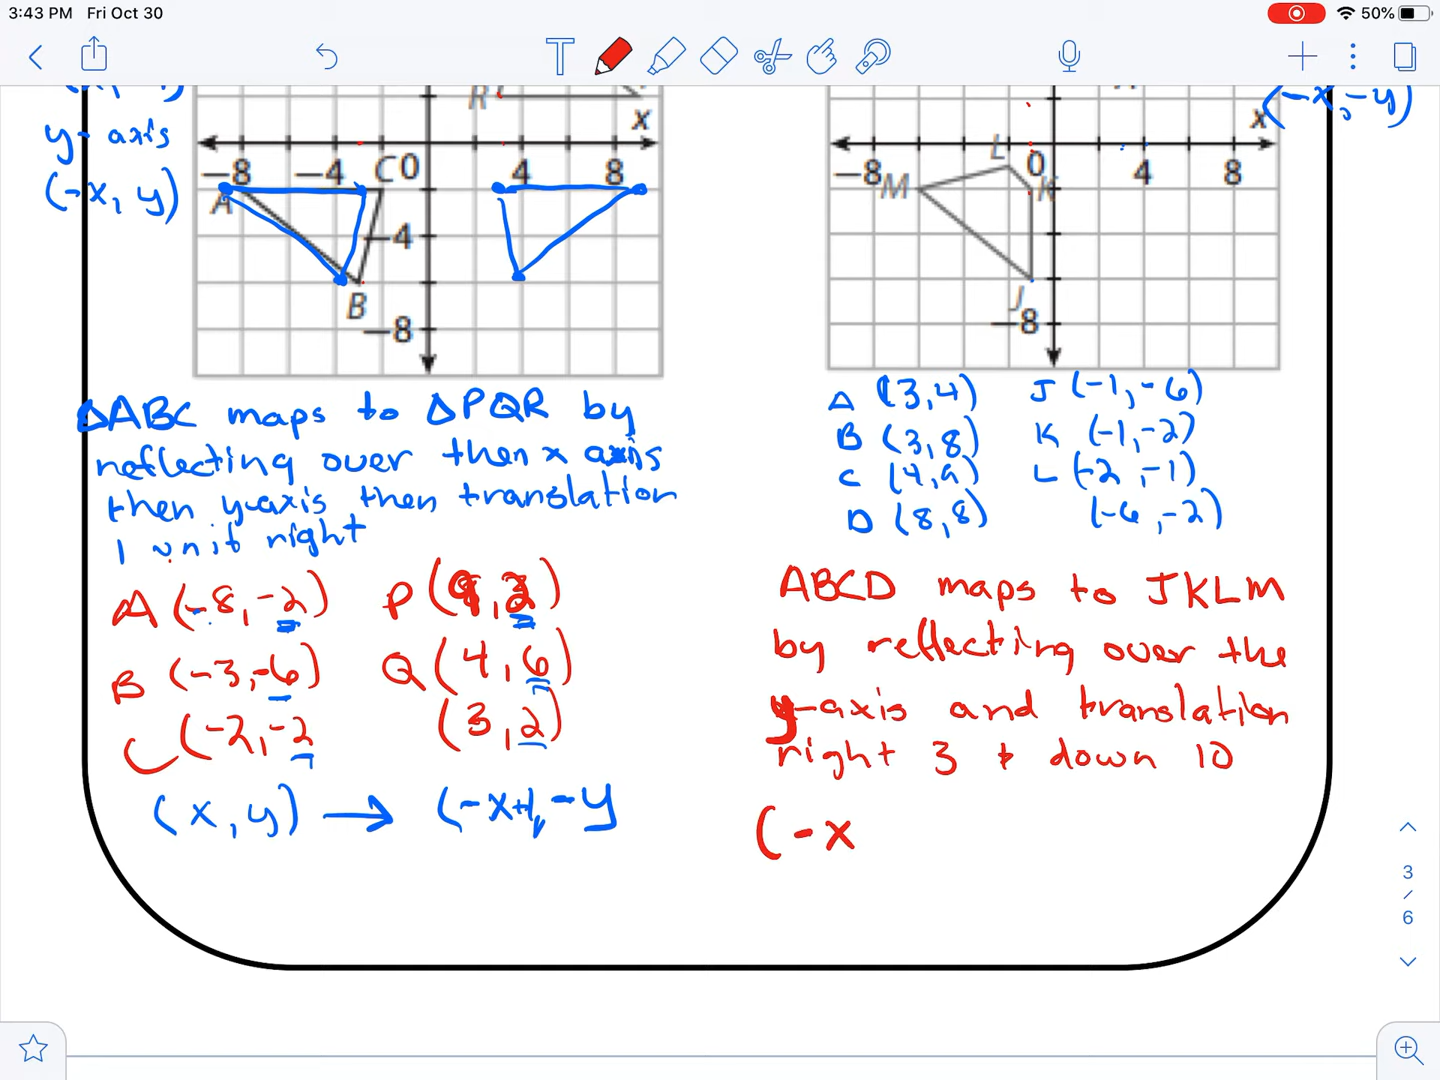 3:43 PM Fri Oct 30
50%
T
y- axis
(-x, y)
R
x
-8 -4 C 0 4 8
A
-4
B
-8
(-x, -y)
x
L
-8 M 0 K 4 8
J
-8
△ABC maps to △PQR by
reflecting over then x axis
then y-axis then translation
1 unit right
A (-8, -2) P (9, 2)
B (-3, -6) Q (4, 6)
C (-2, -2 (3, 2)
(x, y) → (-x+1, -y
A (3,4) J (-1, -6)
B (3, 8) K (-1, -2)
C (4, 9) L (-2, -1)
D (8, 8) (-6, -2)
ABCD maps to JKLM
by reflecting over the
y-axis and translation
right 3 + down 10
(-x
3
/
6